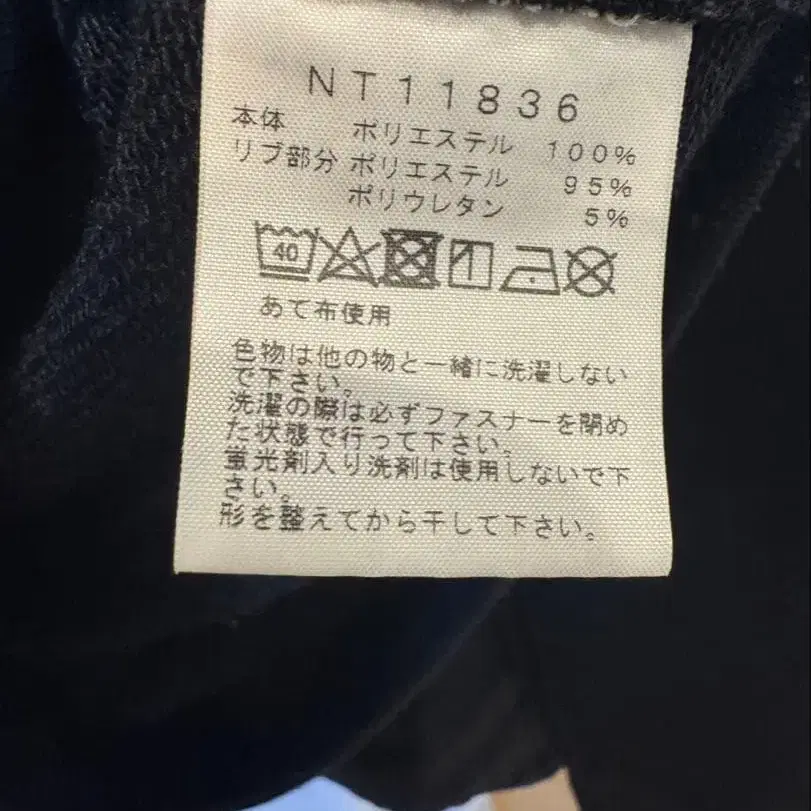 NT11836
本体 ポリエステル 100%
リブ部分 ポリエステル 95%
ポリウレタン 5%
40
あて布使用
色物は他の物と一緒に洗濯しない
で下さい。
洗濯の際は必ずファスナーを閉め
た状態で行って下さい。
蛍光剤入り洗剤は使用しないで下
さい。
形を整えてから干して下さい。